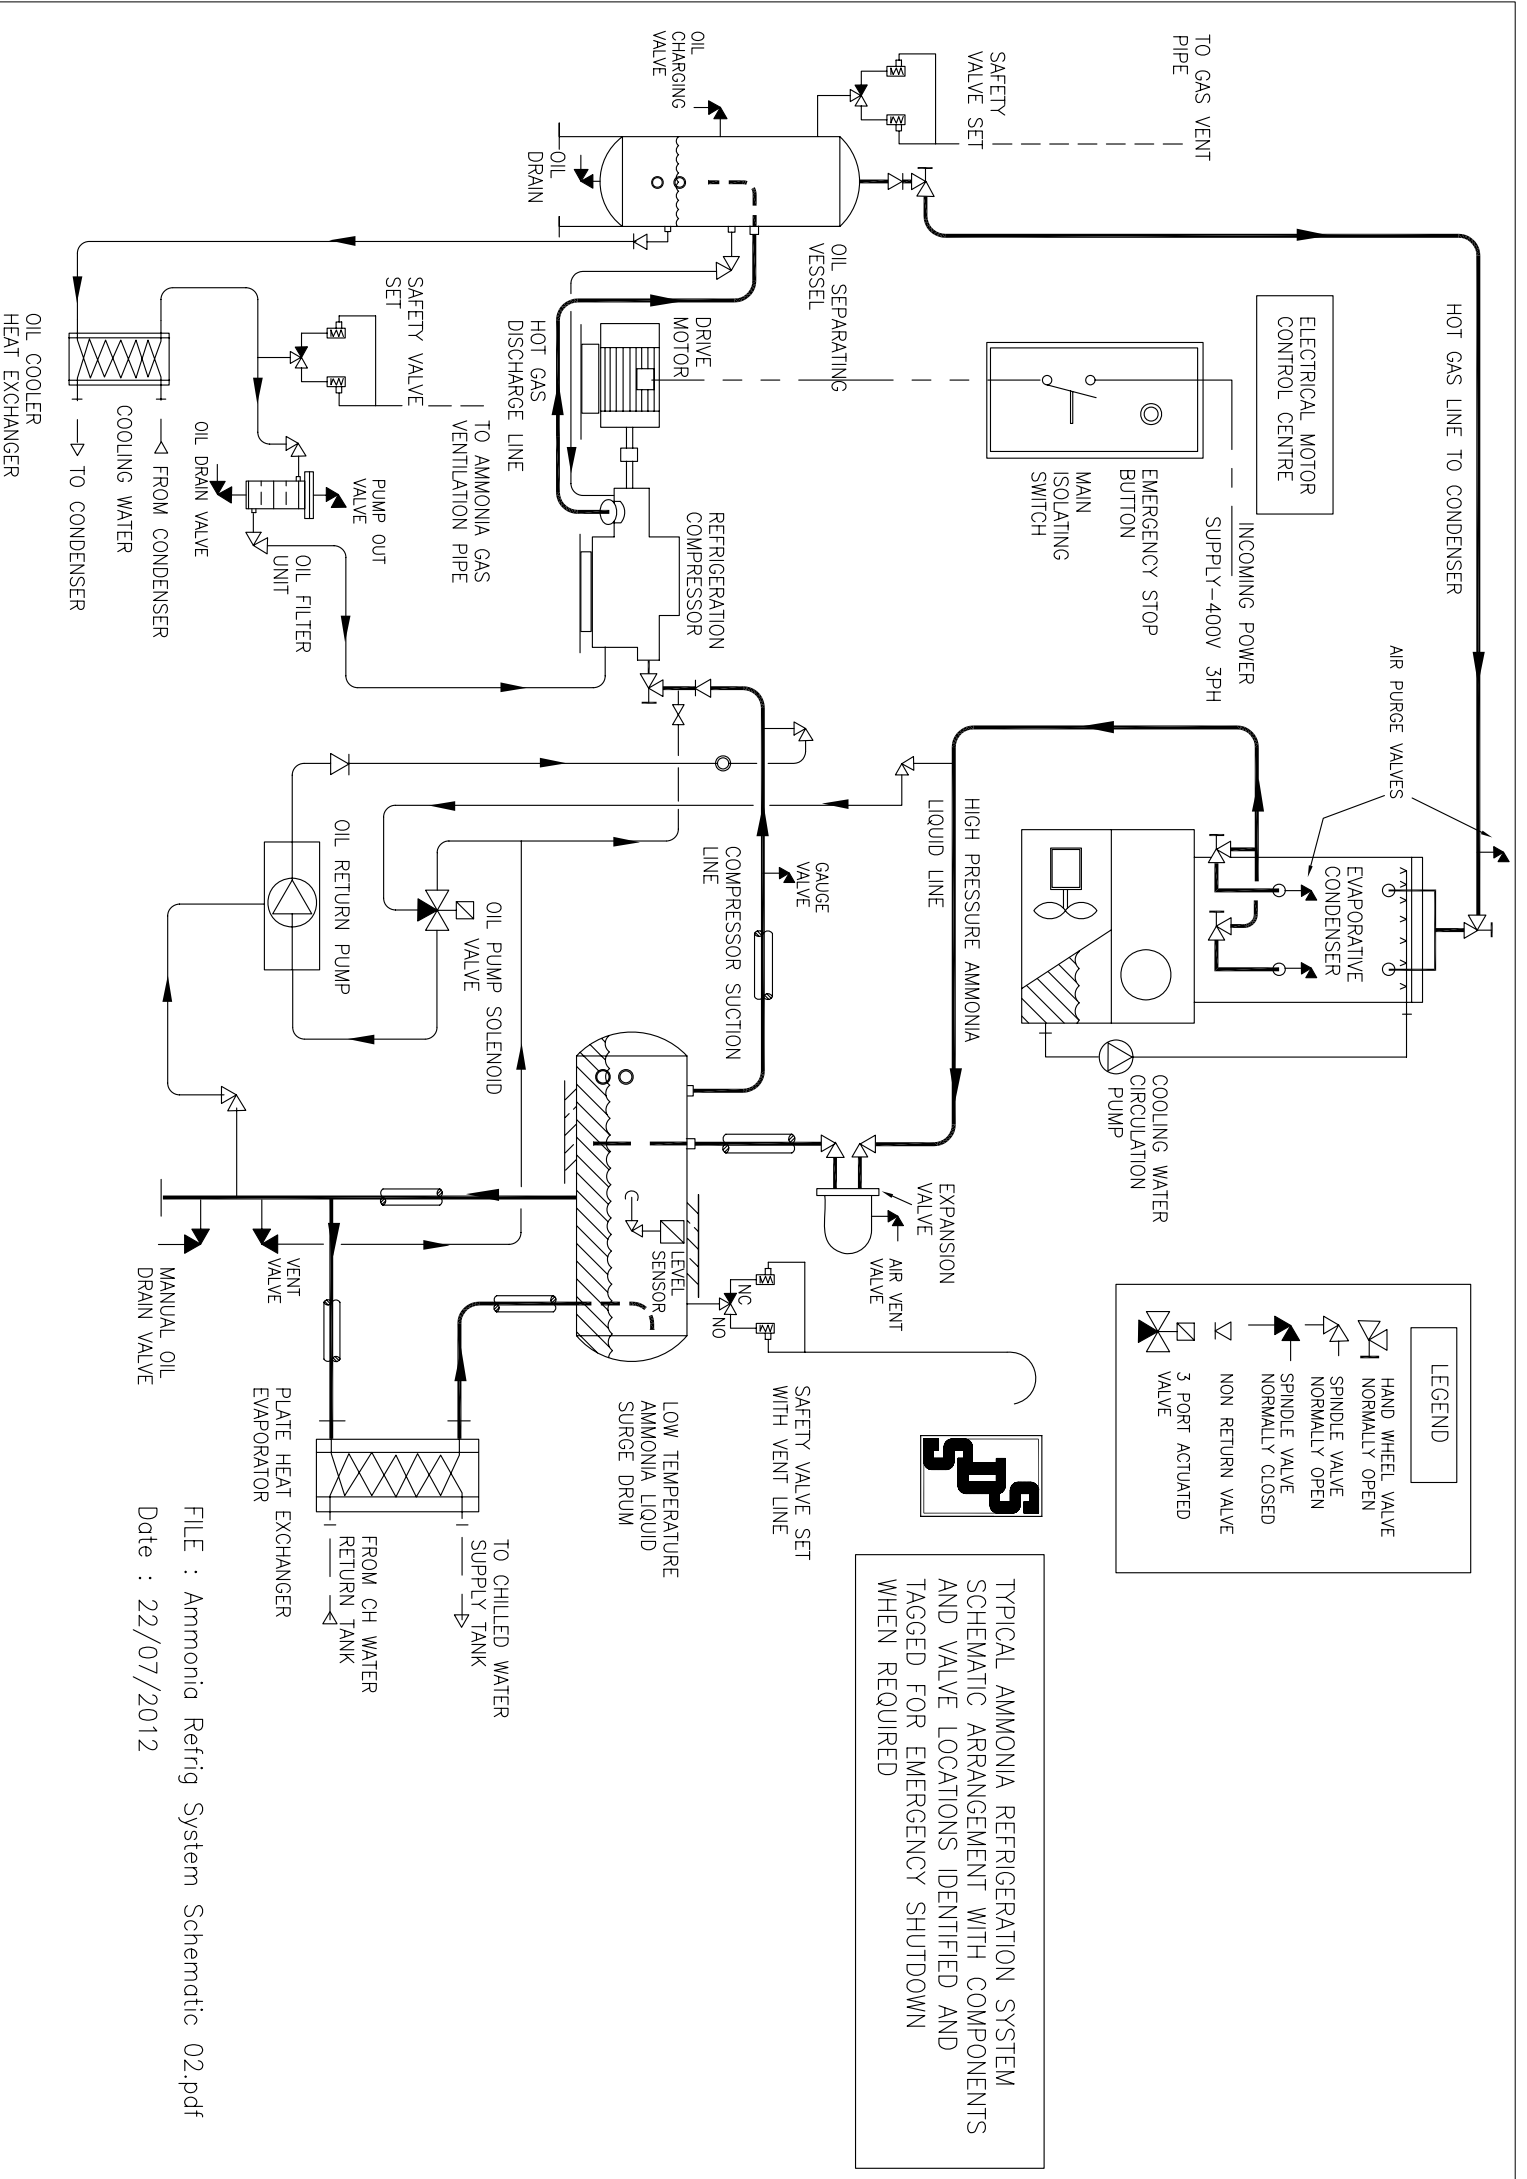 TO GAS VENT
PIPE
SAFETY
VALVE SET
OIL
CHARGING
VALVE
OIL
DRAIN
OIL SEPARATING
VESSEL
HOT GAS LINE TO CONDENSER
ELECTRICAL MOTOR
CONTROL CENTRE
INCOMING POWER
SUPPLY-400V 3PH
EMERGENCY STOP
BUTTON
MAIN
ISOLATING
SWITCH
DRIVE
MOTOR
HOT GAS
DISCHARGE LINE
REFRIGERATION
COMPRESSOR
SAFETY VALVE
SET
TO AMMONIA GAS
VENTILATION PIPE
OIL COOLER
HEAT EXCHANGER
COOLING WATER
FROM CONDENSER
TO CONDENSER
OIL DRAIN VALVE
PUMP OUT
VALVE
OIL FILTER
UNIT
AIR PURGE VALVES
EVAPORATIVE
CONDENSER
COOLING WATER
CIRCULATION
PUMP
HIGH PRESSURE AMMONIA
LIQUID LINE
GAUGE
VALVE
COMPRESSOR SUCTION
LINE
OIL PUMP SOLENOID
VALVE
OIL RETURN PUMP
EXPANSION
VALVE
AIR VENT
VALVE
LEVEL
SENSOR
NC
NO
VENT
VALVE
MANUAL OIL
DRAIN VALVE
SAFETY VALVE SET
WITH VENT LINE
LOW TEMPERATURE
AMMONIA LIQUID
SURGE DRUM
PLATE HEAT EXCHANGER
EVAPORATOR
TO CHILLED WATER
SUPPLY TANK
FROM CH WATER
RETURN TANK
LEGEND
HAND WHEEL VALVE
NORMALLY OPEN
SPINDLE VALVE
NORMALLY OPEN
SPINDLE VALVE
NORMALLY CLOSED
NON RETURN VALVE
3 PORT ACTUATED
VALVE
SIS
TYPICAL AMMONIA REFRIGERATION SYSTEM
SCHEMATIC ARRANGEMENT WITH COMPONENTS
AND VALVE LOCATIONS IDENTIFIED AND
TAGGED FOR EMERGENCY SHUTDOWN
WHEN REQUIRED
FILE : Ammonia Refrig System Schematic 02.pdf
Date : 22/07/2012